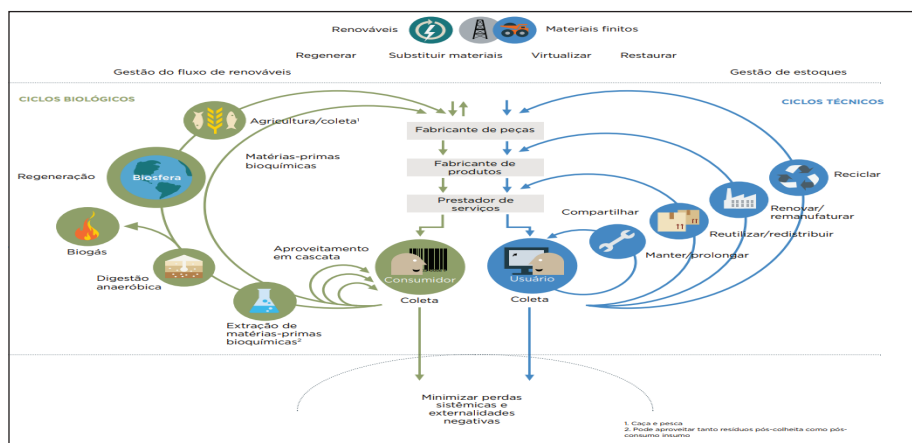 Renováveis
Materiais finitos
Regenerar
Substituir materiais
Virtualizar
Restaurar
Gestão do fluxo de renováveis
Gestão de estoques
CICLOS BIOLÓGICOS
CICLOS TÉCNICOS
Agricultura/coleta¹
Fabricante de peças
Matérias-primas
bioquímicas
Fabricante de
produtos
Regeneração
Biosfera
Reciclar
Prestador de
serviços
Compartilhar
Renovar/
remanufaturar
Reutilizar/redistribuir
Biogás
Aproveitamento
em cascata
Manter/prolongar
Digestão
anaeróbica
Consumidor
Usuário
Coleta
Coleta
Extração de
matérias-primas
bioquímicas²
Minimizar perdas
sistêmicas e
externalidades
negativas
1. Caça e pesca
2. Pode aproveitar tanto resíduos pós-colheita como pós-
consumo insumo